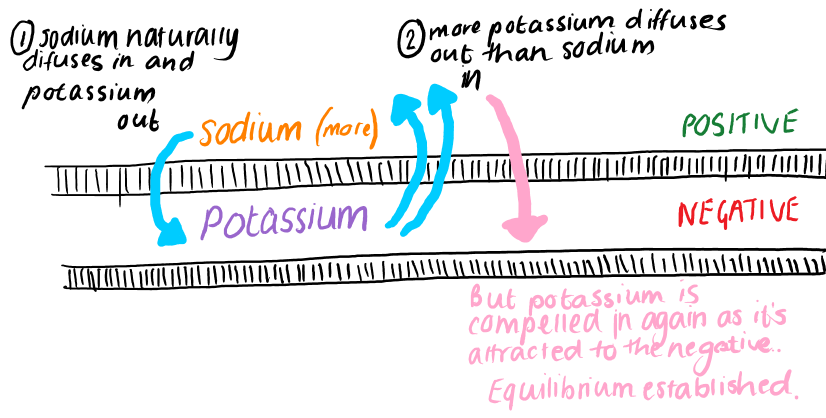 ① sodium naturally
difuses in and
potassium
out
② more potassium diffuses
out than sodium
in
sodium (more)
POSITIVE
Potassium
NEGATIVE
But potassium is
compelled in again as it's
attracted to the negative..
Equilibrium established.